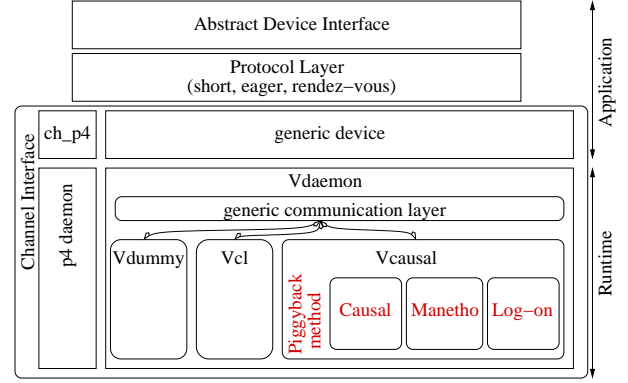 Abstract Device Interface
Protocol Layer
(short, eager, rendez−vous)
Application
Channel Interface
ch_p4
generic device
p4 daemon
Vdaemon
generic communication layer
Vdummy
Vcl
Vcausal
Piggyback
method
Causal
Manetho
Log−on
Runtime